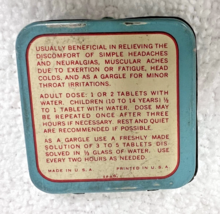 USUALLY BENEFICIAL IN RELIEVING THE
DISCOMFORT OF SIMPLE HEADACHES
AND NEURALGIAS, MUSCULAR ACHES
DUE TO EXERTION OR FATIGUE, HEAD
COLDS, AND AS A GARGLE FOR MINOR
THROAT IRRITATIONS.
ADULT DOSE: 1 OR 2 TABLETS WITH
WATER. CHILDREN (10 TO 14 YEARS) ½
TO 1 TABLET WITH WATER. DOSE MAY
BE REPEATED ONCE AFTER THREE
HOURS IF NECESSARY. REST AND QUIET
ARE RECOMMENDED IF POSSIBLE.
AS A GARGLE USE A FRESHLY MADE
SOLUTION OF 3 TO 5 TABLETS DIS-
SOLVED IN ½ GLASS OF WATER. USE
EVERY TWO HOURS AS NEEDED.
MADE IN U.S.A. PRINTED IN U.S.A.